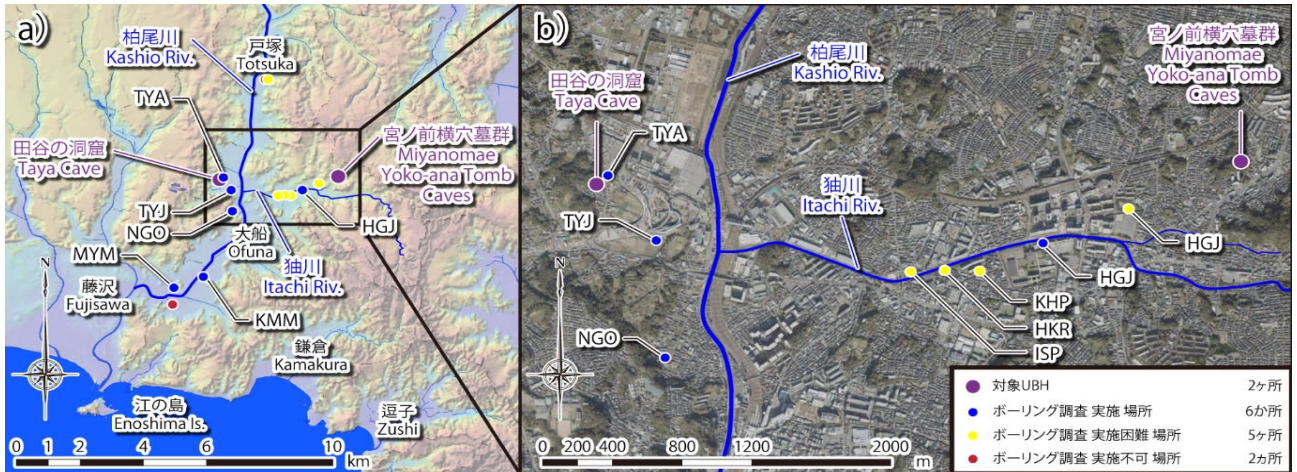 a)
柏尾川
Kashio Riv.
戸塚
Totsuka
TYA
田谷の洞窟
Taya Cave
宮ノ前横穴墓群
Miyanomae
Yoko-ana Tomb
Caves
TYJ
NGO
HGJ
大船
Ofuna
MYM
㹨川
Itachi Riv.
藤沢
Fujisawa
KMM
N
鎌倉
Kamakura
江の島
Enoshima Is.
逗子
Zushi
0 2 4 6 10
km
b)
柏尾川
Kashio Riv.
宮ノ前横穴墓群
Miyanomae
Yoko-ana Tomb
Caves
田谷の洞窟
Taya Cave
TYA
TYJ
㹨川
Itachi Riv.
HGJ
HGJ
KHP
HKR
ISP
NGO
N
0 200 400 800 1200 2000
m
対象UBH 2ヶ所
ボーリング調査 実施 場所 6か所
ボーリング調査 実施困難 場所 5ヶ所
ボーリング調査 実施不可 場所 2カ所